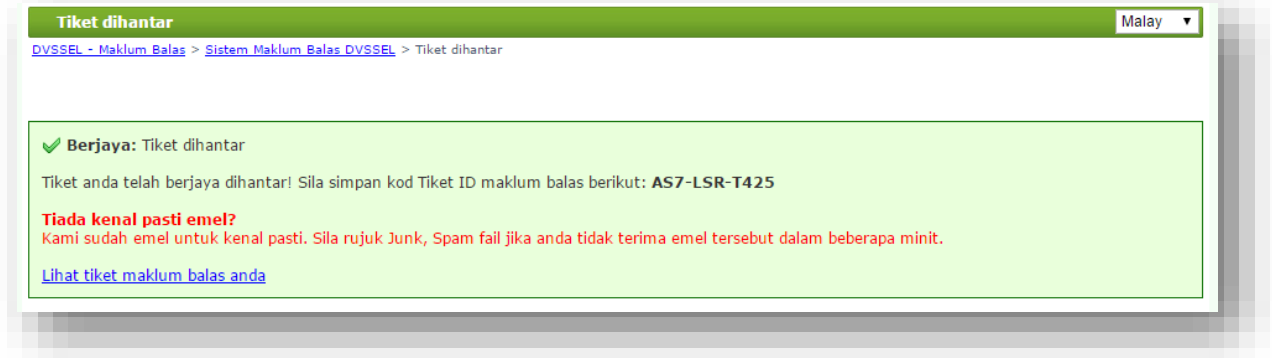 Tiket dihantar
Malay
DVSSEL - Maklum Balas > Sistem Maklum Balas DVSSEL > Tiket dihantar
Berjaya: Tiket dihantar
Tiket anda telah berjaya dihantar! Sila simpan kod Tiket ID maklum balas berikut: AS7-LSR-T425
Tiada kenal pasti emel?
Kami sudah emel untuk kenal pasti. Sila rujuk Junk, Spam fail jika anda tidak terima emel tersebut dalam beberapa minit.
Lihat tiket maklum balas anda